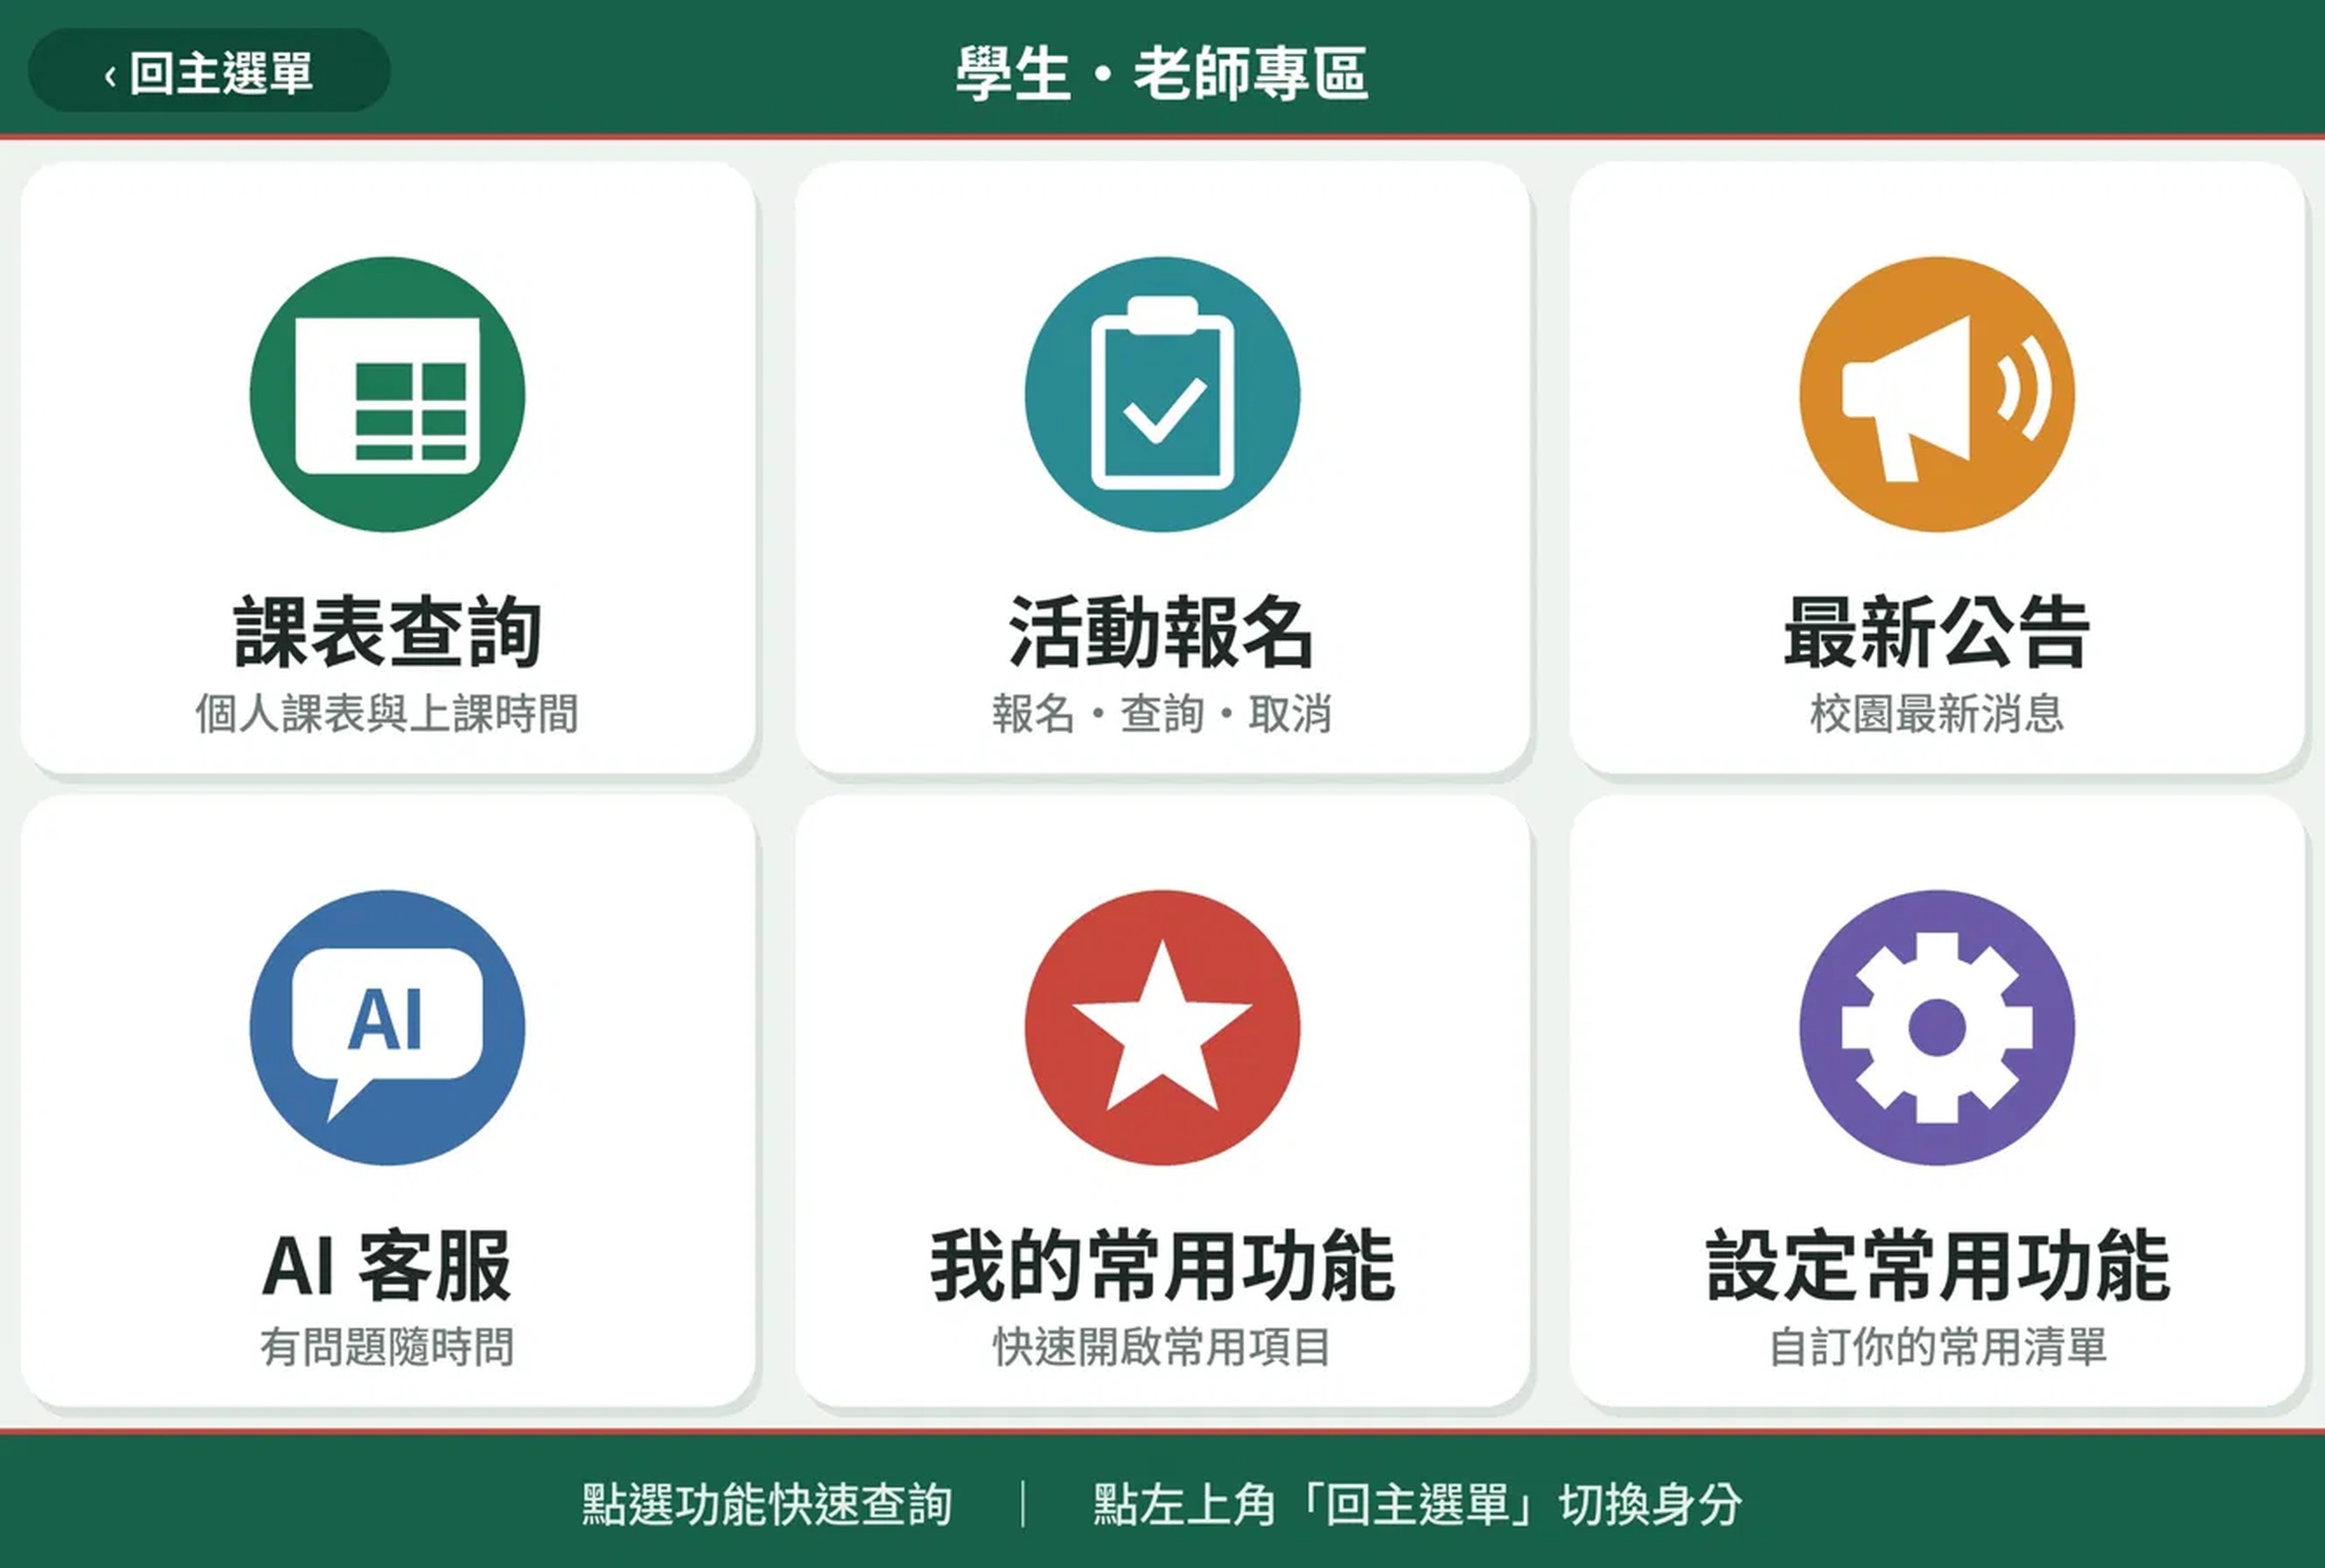 ‹ 回主選單
學生・老師專區
課表查詢
個人課表與上課時間
活動報名
報名・查詢・取消
最新公告
校園最新消息
AI
AI 客服
有問題隨時問
我的常用功能
快速開啟常用項目
設定常用功能
自訂你的常用清單
點選功能快速查詢 ｜ 點左上角「回主選單」切換身分